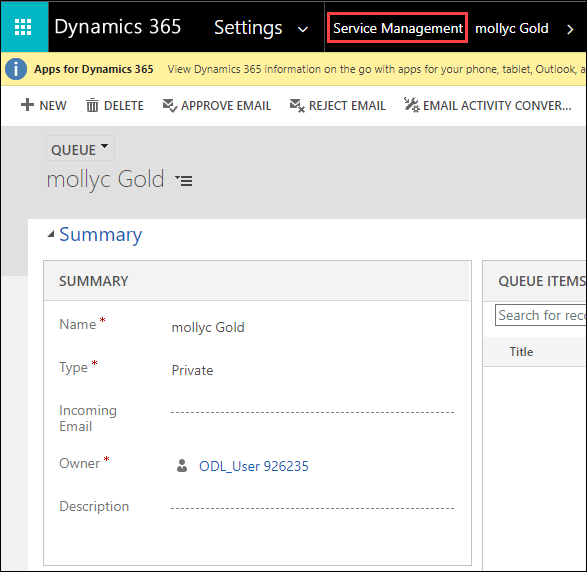 Dynamics 365 Settings Service Management mollyc Gold
Apps for Dynamics 365 View Dynamics 365 information on the go with apps for your phone, tablet, Outlook, a
NEW DELETE APPROVE EMAIL REJECT EMAIL EMAIL ACTIVITY CONVER...
QUEUE
mollyc Gold
Summary
SUMMARY
Name * mollyc Gold
Type * Private
Incoming
Email
Owner * ODL_User 926235
Description
QUEUE ITEMS
Search for reco
Title